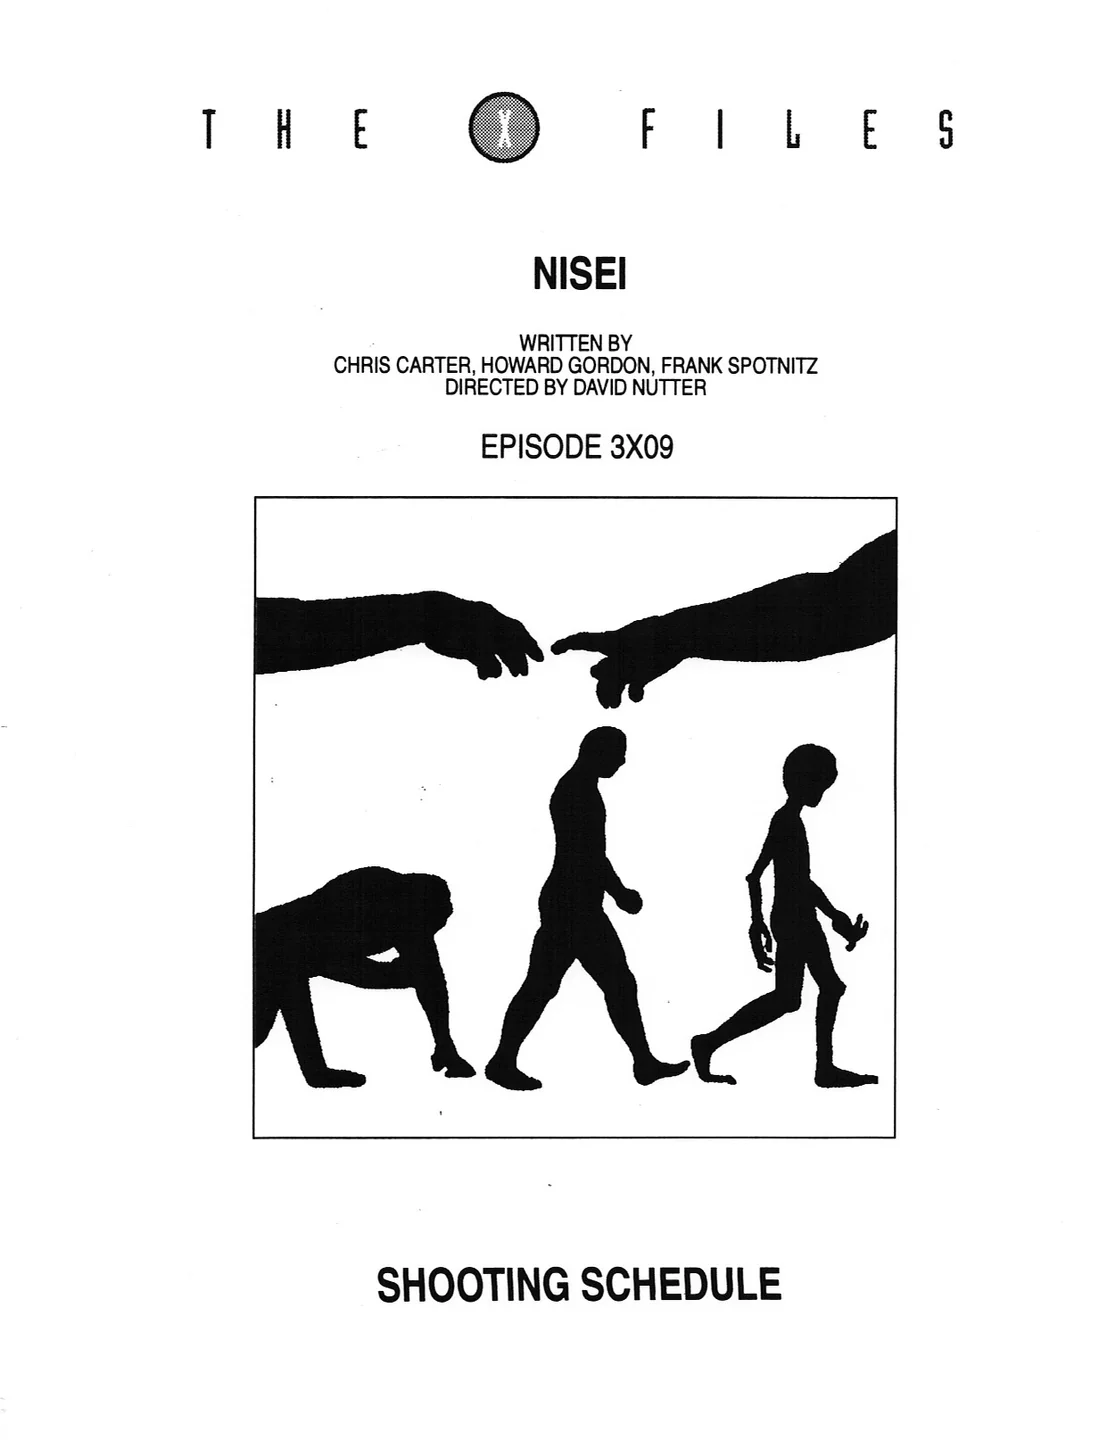 THE X FILES
NISEI
WRITTEN BY
CHRIS CARTER, HOWARD GORDON, FRANK SPOTNITZ
DIRECTED BY DAVID NUTTER
EPISODE 3X09
SHOOTING SCHEDULE